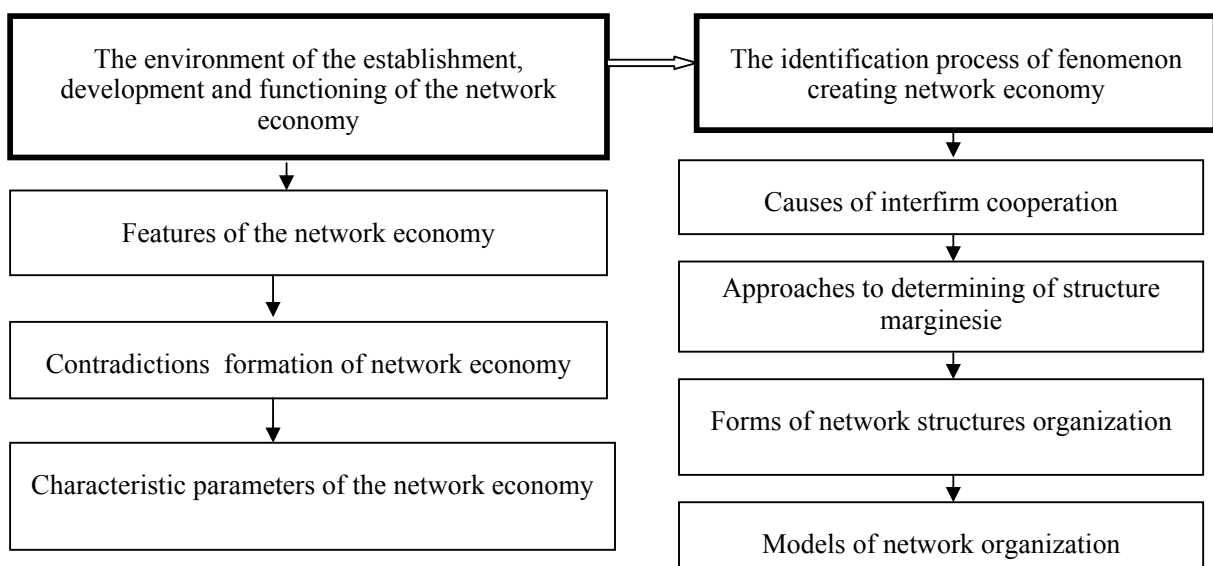 The environment of the establishment,
development and functioning of the network
economy
Features of the network economy
Contradictions formation of network economy
Characteristic parameters of the network economy
The identification process of fenomenon
creating network economy
Causes of interfirm cooperation
Approaches to determining of structure
marginesie
Forms of network structures organization
Models of network organization